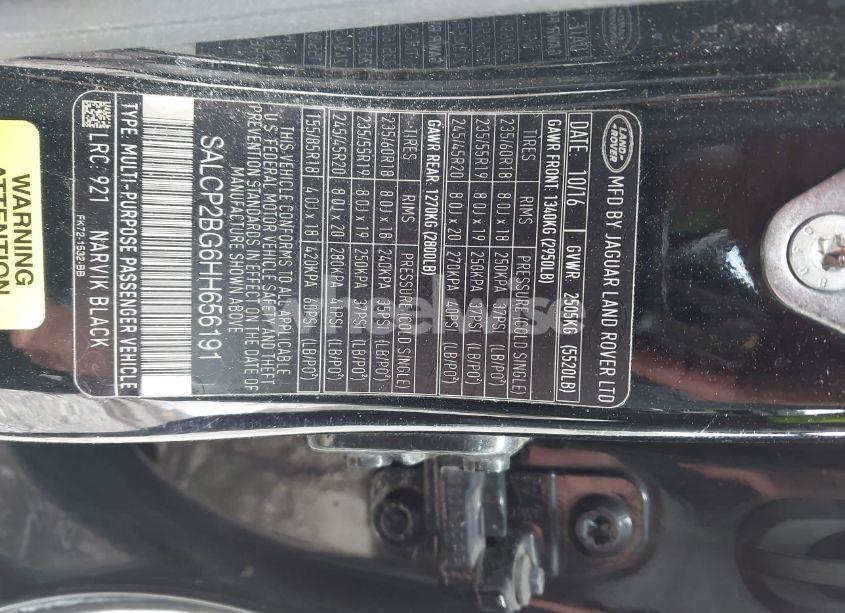 LAND-
ROVER
MFD BY JAGUAR LAND ROVER LTD
DATE: 10/16 GVWR 2505KG (5520LB)
GAWR FRONT: 1340KG (2950LB)
TIRES RIMS PRESSURE (COLD SINGLE)
235/60R18 8.0J x 18 250KPA 37PSI (LB/PO²)
235/55R19 8.0J x 19 250KPA 37PSI (LB/PO²)
245/45R20 8.0J x 20 270KPA 40PSI (LB/PO²)
GAWR REAR: 1270KG (2800LB)
TIRES RIMS PRESSURE (COLD SINGLE)
235/60R18 8.0J x 18 240KPA 35PSI (LB/PO²)
235/55R19 8.0J x 19 250KPA 37PSI (LB/PO²)
245/45R20 8.0J x 20 280KPA 41PSI (LB/PO²)
155/85R18 4.0J x 18 420KPA 60PSI (LB/PO²)
THIS VEHICLE CONFORMS TO ALL APPLICABLE
U.S FEDERAL MOTOR VEHICLE SAFETY AND THEFT
PREVENTION STANDARDS IN EFFECT ON THE DATE OF
MANUFACTURE SHOWN ABOVE
SALCP2BG6HH656191
TYPE: MULTI-PURPOSE PASSENGER VEHICLE
LRC 921 NARVIK BLACK
FK72-1532-BB
WARNING
ATTENTION
wheelwise